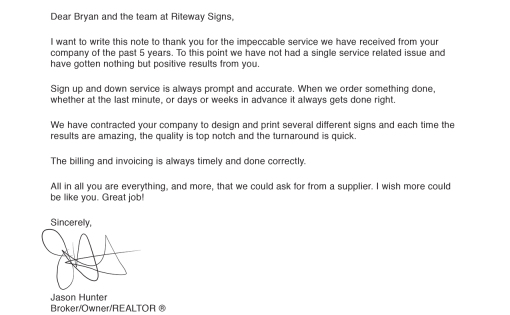 Dear Bryan and the team at Riteway Signs,
I want to write this note to thank you for the impeccable service we have received from your
company of the past 5 years. To this point we have not had a single service related issue and
have gotten nothing but positive results from you.
Sign up and down service is always prompt and accurate. When we order something done,
whether at the last minute, or days or weeks in advance it always gets done right.
We have contracted your company to design and print several different signs and each time the
results are amazing, the quality is top notch and the turnaround is quick.
The billing and invoicing is always timely and done correctly.
All in all you are everything, and more, that we could ask for from a supplier. I wish more could
be like you. Great job!
Sincerely,
Jason Hunter
Broker/Owner/REALTOR ®